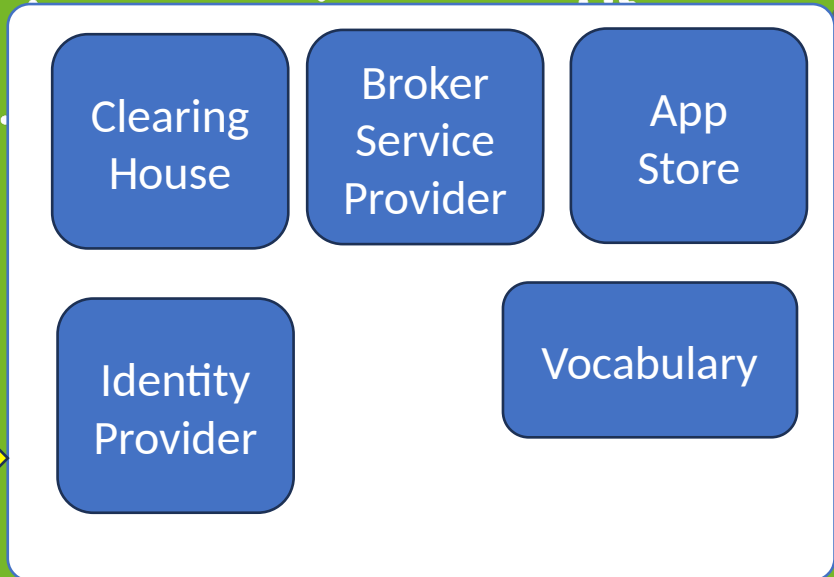 Clearing
House
Broker
Service
Provider
App
Store
Identity
Provider
Vocabulary